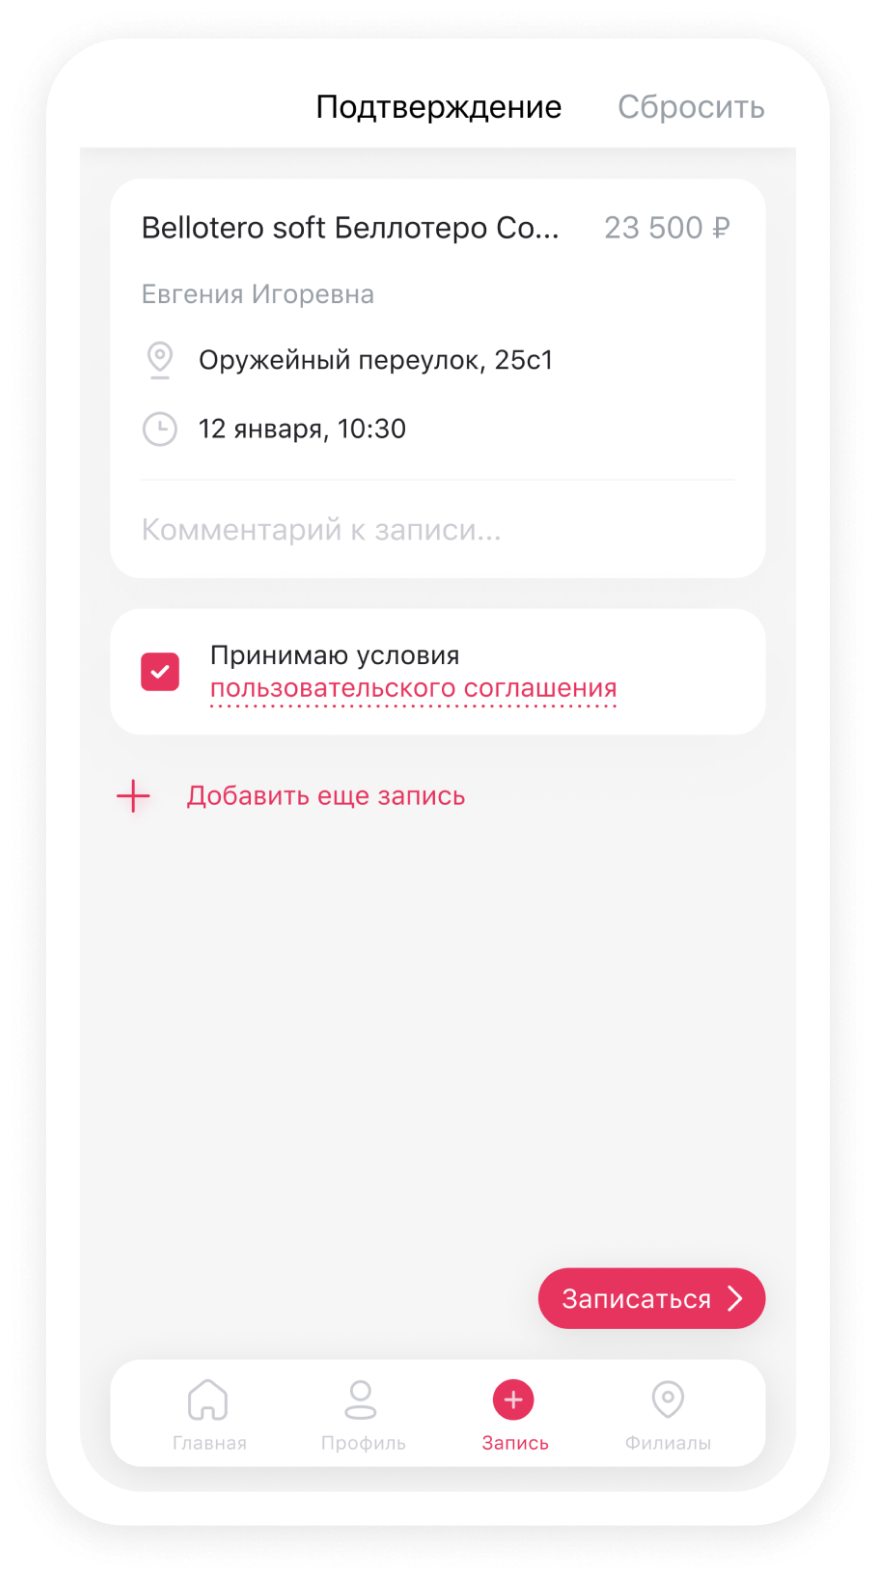 Подтверждение
Сбросить
Bellotero soft Беллотеро Со...
23 500 ₽
Евгения Игоревна
Оружейный переулок, 25с1
12 января, 10:30
Комментарий к записи...
Принимаю условия
пользовательского соглашения
Добавить еще запись
Записаться
Главная
Профиль
Запись
Филиалы